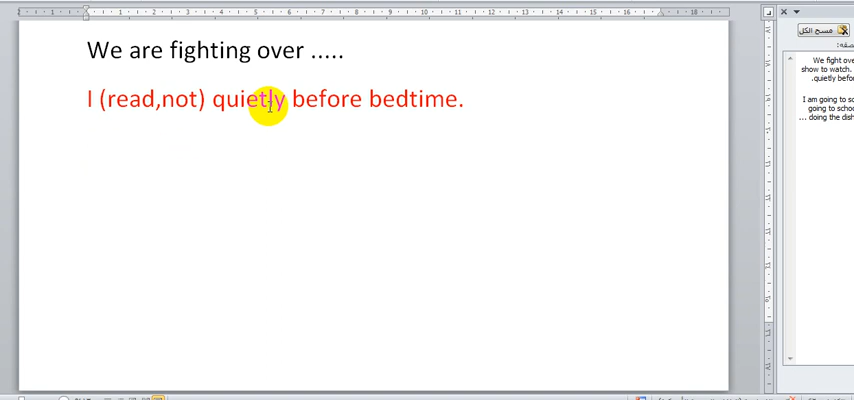 We are fighting over .....
I (read,not) quietly before bedtime.
مسح الكل
We fight ove
show to watch.
.quietly befor
I am going to sc
going to schoo
... doing the dish